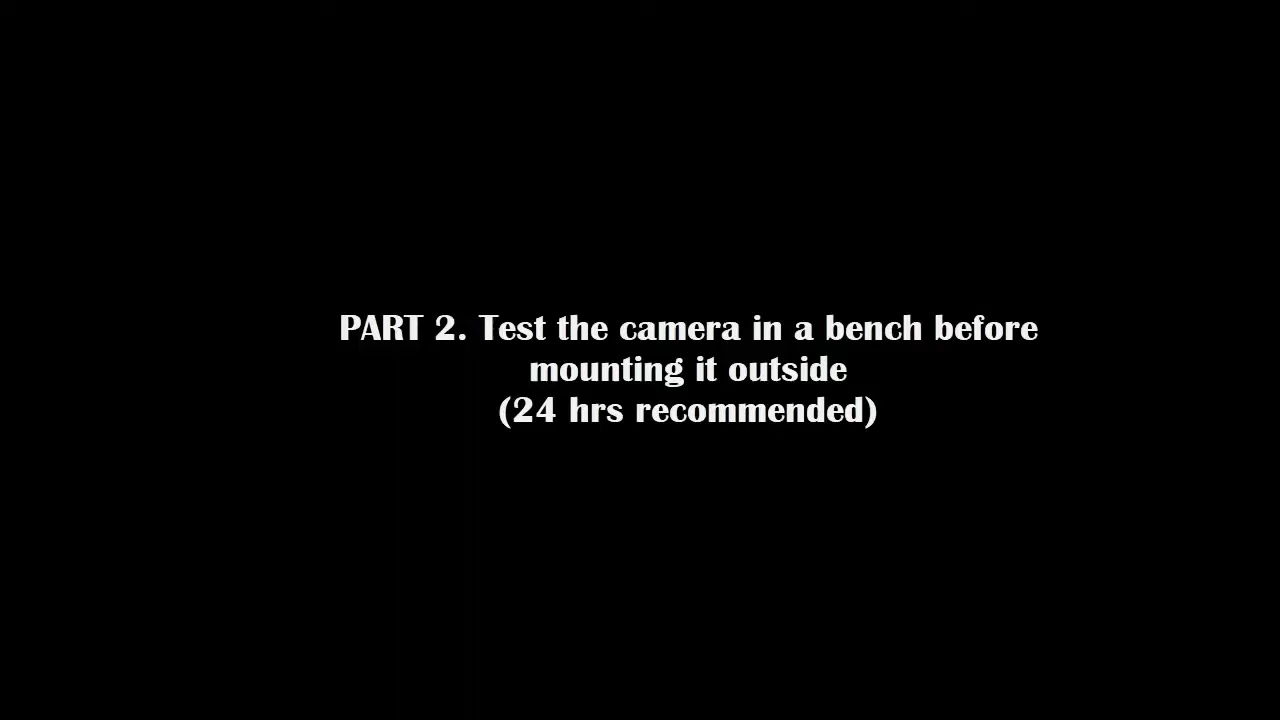 PART 2. Test the camera in a bench before
mounting it outside
(24 hrs recommended)